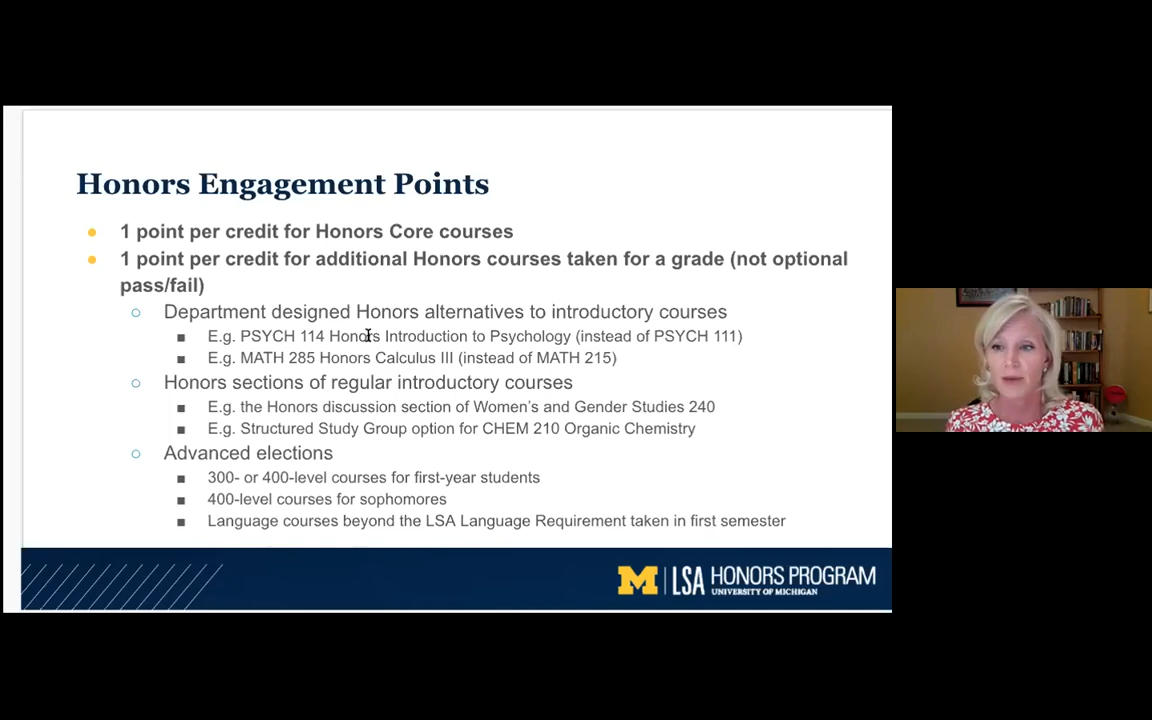 Honors Engagement Points
● 1 point per credit for Honors Core courses
● 1 point per credit for additional Honors courses taken for a grade (not optional
pass/fail)
○ Department designed Honors alternatives to introductory courses
■ E.g. PSYCH 114 Honors Introduction to Psychology (instead of PSYCH 111)
■ E.g. MATH 285 Honors Calculus III (instead of MATH 215)
○ Honors sections of regular introductory courses
■ E.g. the Honors discussion section of Women’s and Gender Studies 240
■ E.g. Structured Study Group option for CHEM 210 Organic Chemistry
○ Advanced elections
■ 300- or 400-level courses for first-year students
■ 400-level courses for sophomores
■ Language courses beyond the LSA Language Requirement taken in first semester
M LSA HONORS PROGRAM
UNIVERSITY OF MICHIGAN